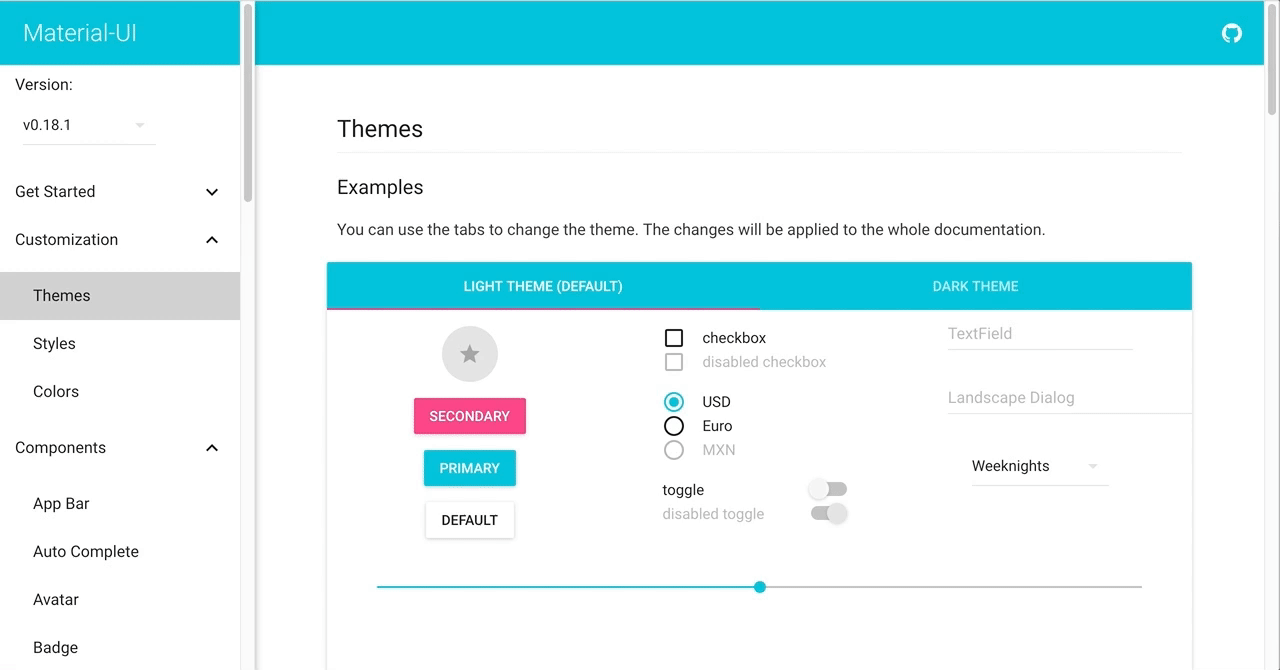 Material-UI
Version:
v0.18.1
Get Started
Customization
Themes
Styles
Colors
Components
App Bar
Auto Complete
Avatar
Badge
Themes
Examples
You can use the tabs to change the theme. The changes will be applied to the whole documentation.
LIGHT THEME (DEFAULT)
DARK THEME
SECONDARY
PRIMARY
DEFAULT
checkbox
disabled checkbox
USD
Euro
MXN
toggle
disabled toggle
TextField
Landscape Dialog
Weeknights